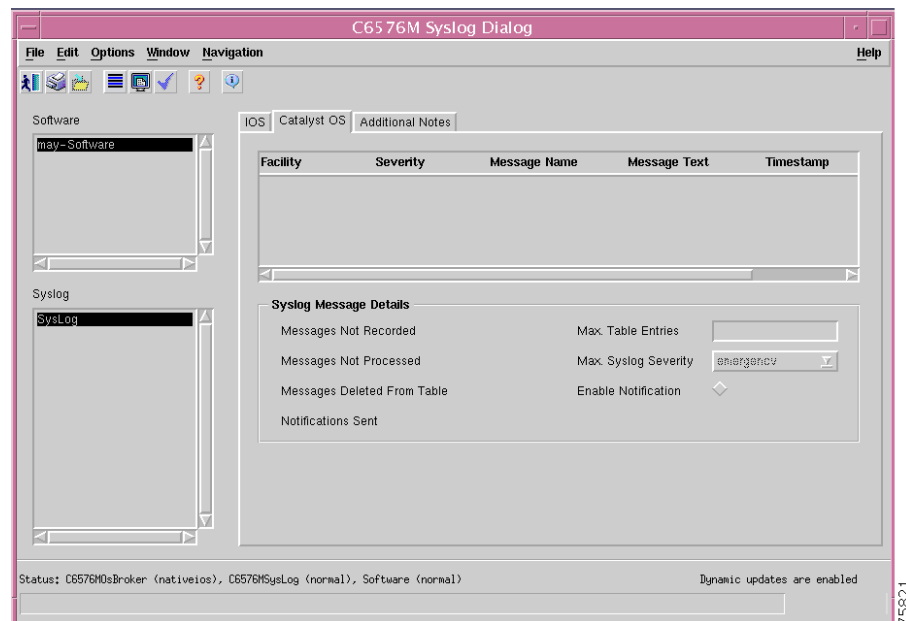 C6576M Syslog Dialog
File Edit Options Window Navigation Help
Software
may-Software
Syslog
SysLog
IOS Catalyst OS Additional Notes
Facility Severity Message Name Message Text Timestamp
Syslog Message Details
Messages Not Recorded Max. Table Entries
Messages Not Processed Max. Syslog Severity emergency
Messages Deleted From Table Enable Notification
Notifications Sent
Status: C6576MOsBroker (nativeios), C6576MSysLog (normal), Software (normal) Dynamic updates are enabled
75821